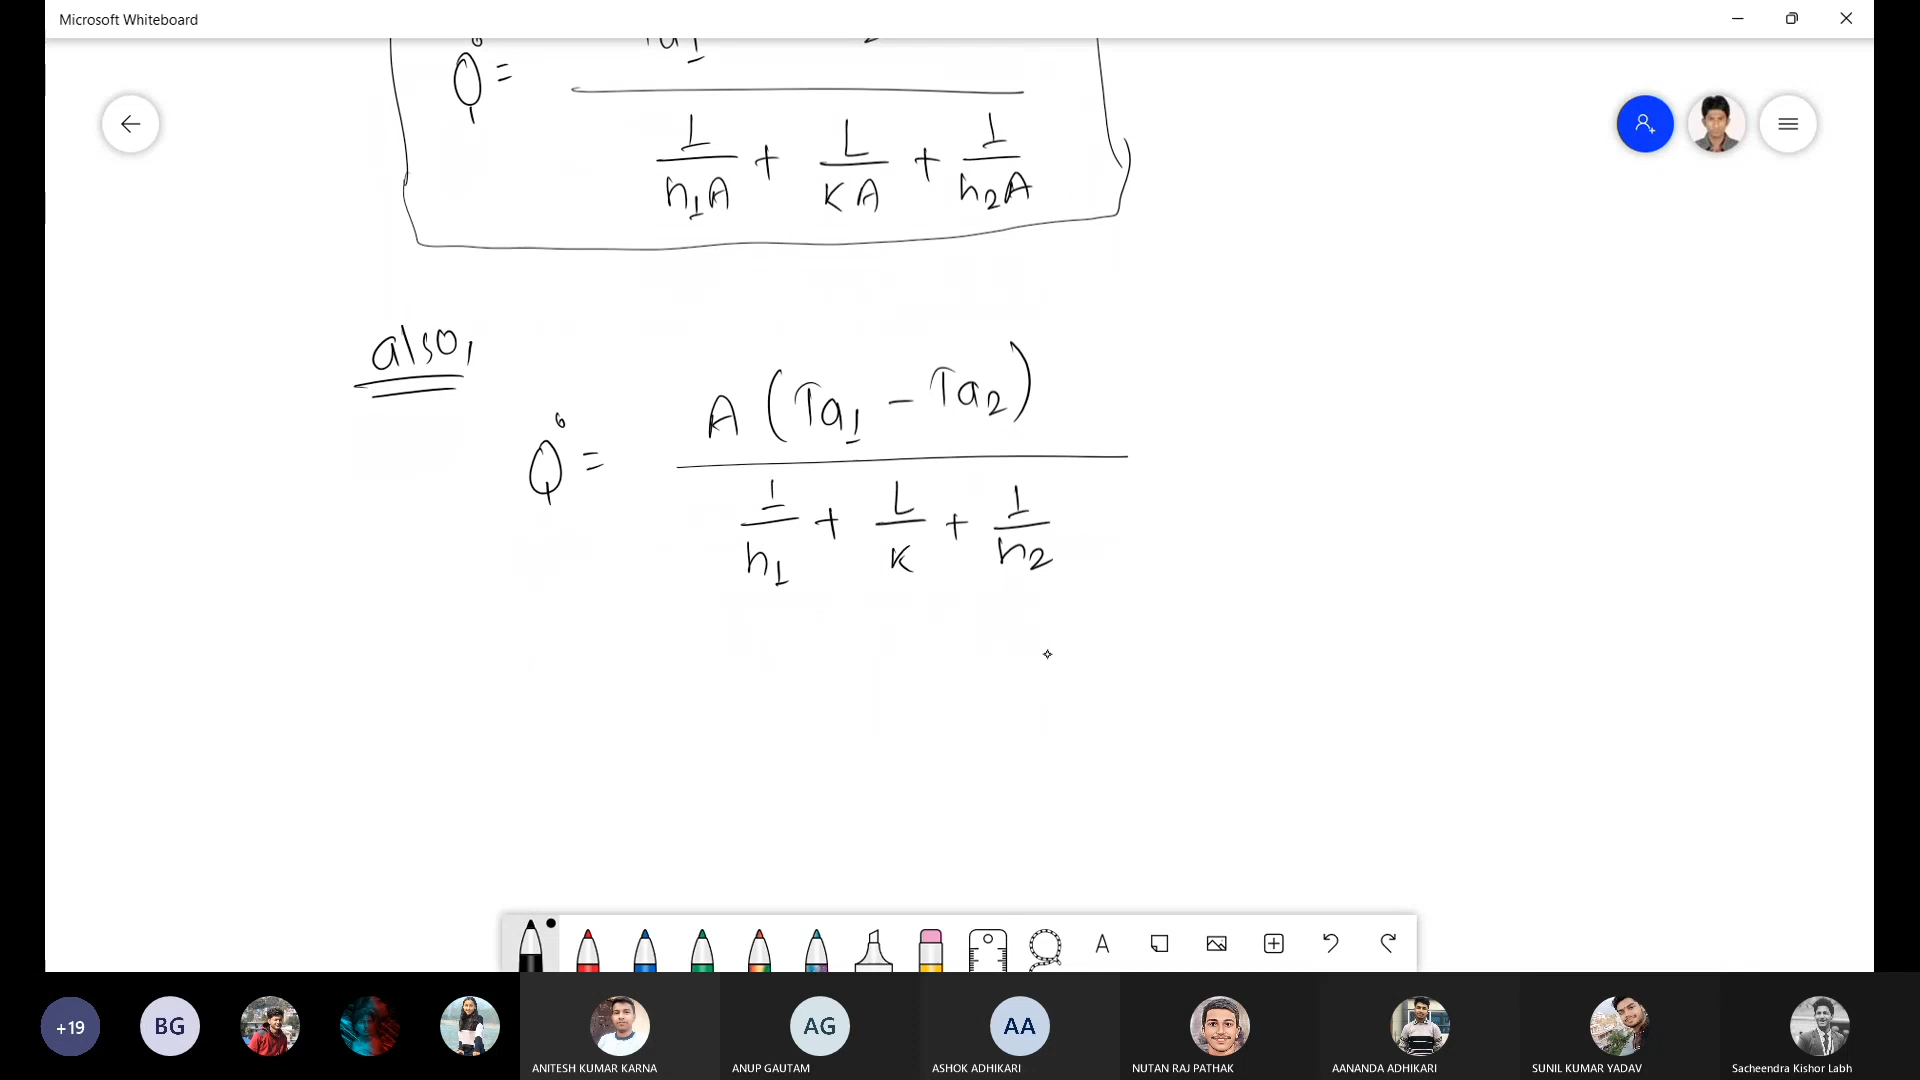 Microsoft Whiteboard
Q̇ =
1/h₁A + L/KA + 1/h₂A
also,
Q̇ = A (Ta₁ - Ta₂)
1/h₁ + L/K + 1/h₂
A
+19
BG
AG
AA
ANITESH KUMAR KARNA
ANUP GAUTAM
ASHOK ADHIKARI
NUTAN RAJ PATHAK
AANANDA ADHIKARI
SUNIL KUMAR YADAV
Sacheendra Kishor Labh